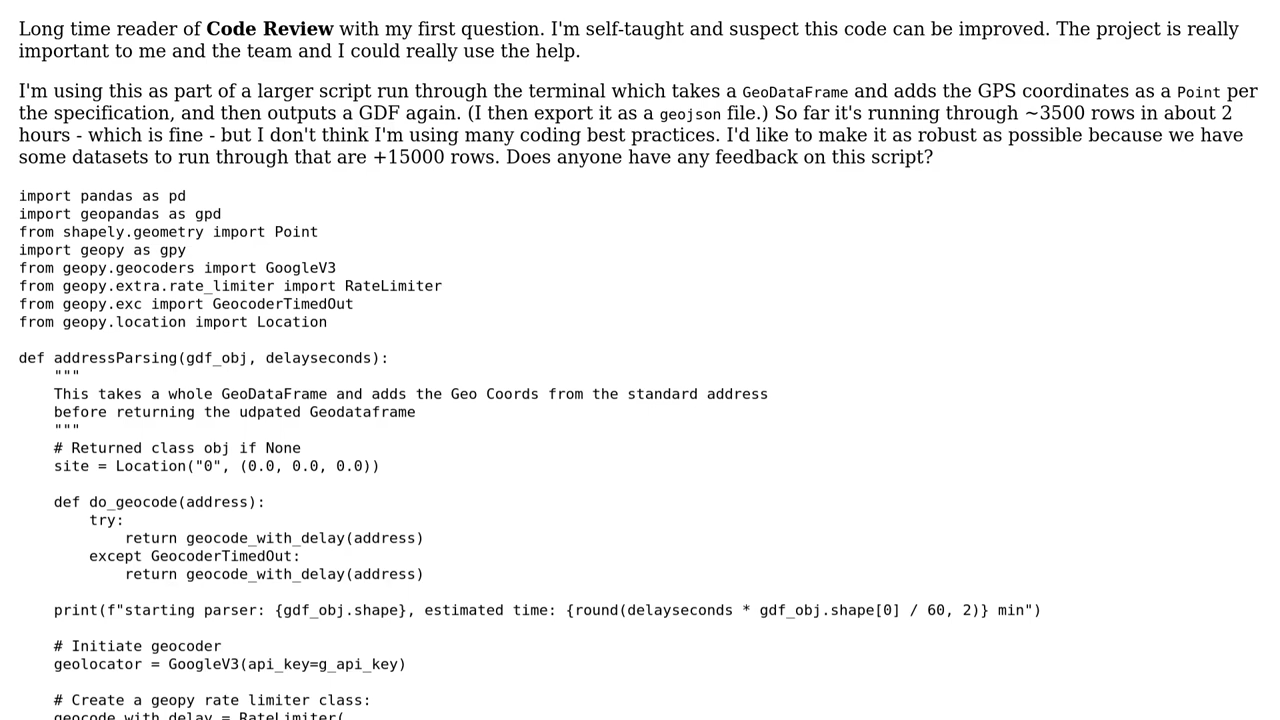 Long time reader of Code Review with my first question. I'm self-taught and suspect this code can be improved. The project is really
important to me and the team and I could really use the help.
I'm using this as part of a larger script run through the terminal which takes a GeoDataFrame and adds the GPS coordinates as a Point per
the specification, and then outputs a GDF again. (I then export it as a geojson file.) So far it's running through ~3500 rows in about 2
hours - which is fine - but I don't think I'm using many coding best practices. I'd like to make it as robust as possible because we have
some datasets to run through that are +15000 rows. Does anyone have any feedback on this script?
import pandas as pd
import geopandas as gpd
from shapely.geometry import Point
import geopy as gpy
from geopy.geocoders import GoogleV3
from geopy.extra.rate_limiter import RateLimiter
from geopy.exc import GeocoderTimedOut
from geopy.location import Location
def addressParsing(gdf_obj, delayseconds):
    """
    This takes a whole GeoDataFrame and adds the Geo Coords from the standard address
    before returning the udpated Geodataframe
    """
    # Returned class obj if None
    site = Location("0", (0.0, 0.0, 0.0))
    def do_geocode(address):
        try:
            return geocode_with_delay(address)
        except GeocoderTimedOut:
            return geocode_with_delay(address)
    print(f"starting parser: {gdf_obj.shape}, estimated time: {round(delayseconds * gdf_obj.shape[0] / 60, 2)} min")
    # Initiate geocoder
    geolocator = GoogleV3(api_key=g_api_key)
    # Create a geopy rate limiter class:
    geocode_with_delay = RateLimiter(